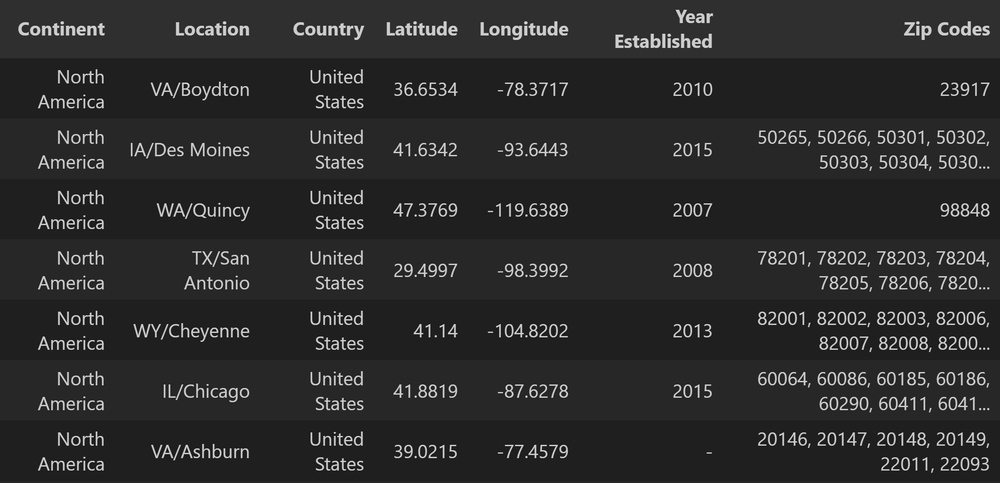 Continent Location Country Latitude Longitude Year Established Zip Codes
North America VA/Boydton United States 36.6534 -78.3717 2010 23917
North America IA/Des Moines United States 41.6342 -93.6443 2015 50265, 50266, 50301, 50302, 50303, 50304, 5030...
North America WA/Quincy United States 47.3769 -119.6389 2007 98848
North America TX/San Antonio United States 29.4997 -98.3992 2008 78201, 78202, 78203, 78204, 78205, 78206, 7820...
North America WY/Cheyenne United States 41.14 -104.8202 2013 82001, 82002, 82003, 82006, 82007, 82008, 8200...
North America IL/Chicago United States 41.8819 -87.6278 2015 60064, 60086, 60185, 60186, 60290, 60411, 6041...
North America VA/Ashburn United States 39.0215 -77.4579 - 20146, 20147, 20148, 20149, 22011, 22093